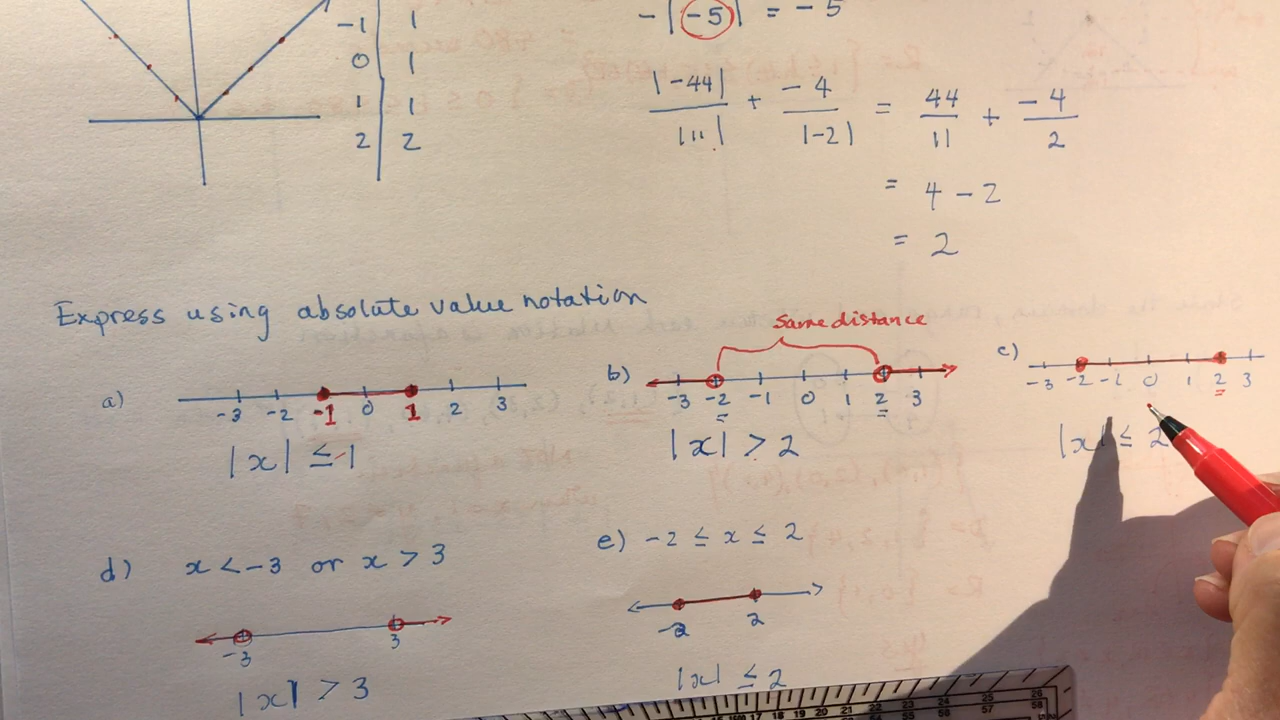 -1 | 1
0 | 1
1 | 1
2 | 2
-|-5| = -5
|-44|/|11| + -4/|-2| = 44/11 + -4/2
= 4 - 2
= 2
Express using absolute value notation
a) -3 -2 -1 0 1 2 3
|x| ≤ 1
b) same distance
-3 -2 -1 0 1 2 3
|x| > 2
c) -3 -2 -1 0 1 2 3
|x| ≤ 2
d) x < -3 or x > 3
-3 3
|x| > 3
e) -2 ≤ x ≤ 2
-2 2
|x| ≤ 2